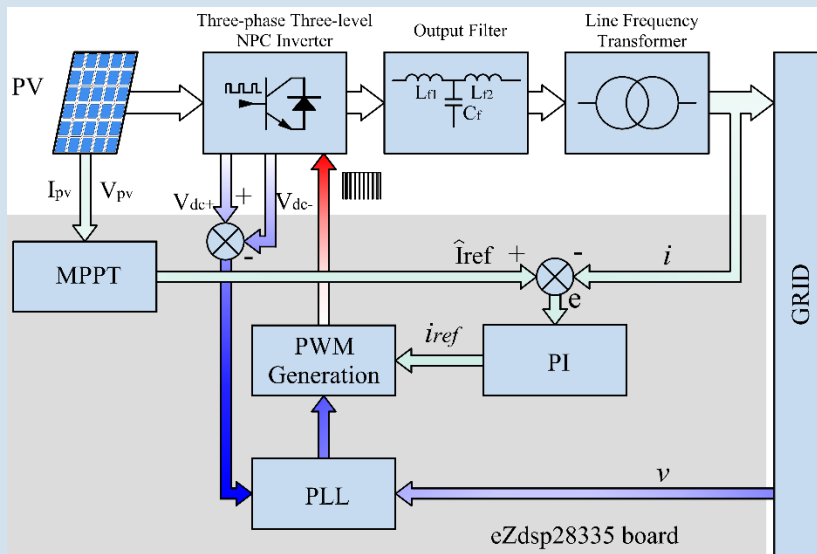 Three-phase Three-level
NPC Inverter
Output Filter
Line Frequency
Transformer
PV
Lf1
Lf2
Cf
Ipv
Vpv
Vdc+
+
Vdc-
-
MPPT
Îref
+
-
i
e
GRID
PWM
Generation
iref
PI
PLL
v
eZdsp28335 board